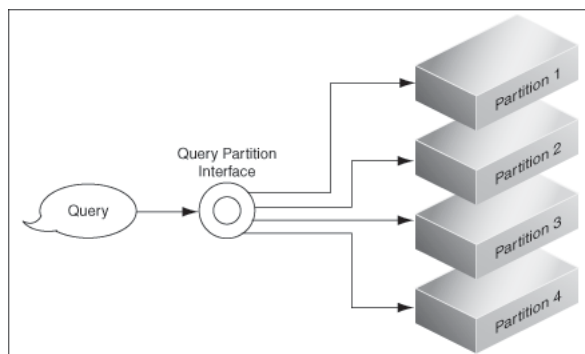 Query
Query Partition
Interface
Partition 1
Partition 2
Partition 3
Partition 4